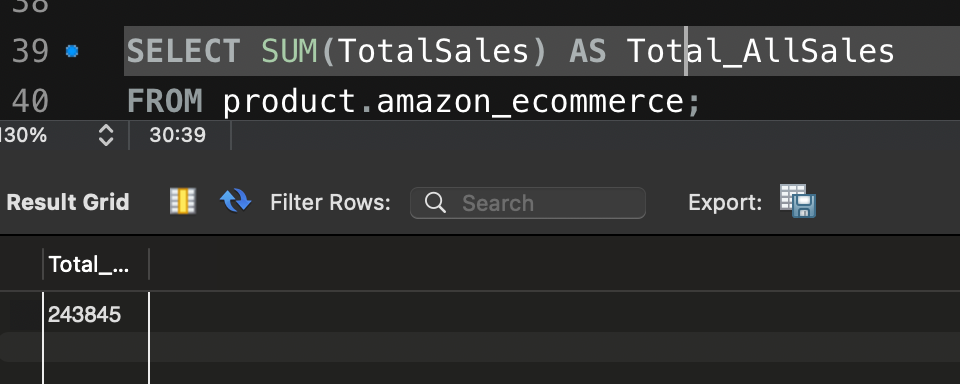 38
39 SELECT SUM(TotalSales) AS Total_AllSales
40 FROM product.amazon_ecommerce;
130% 30:39
Result Grid Filter Rows: Search Export:
Total_...
243845